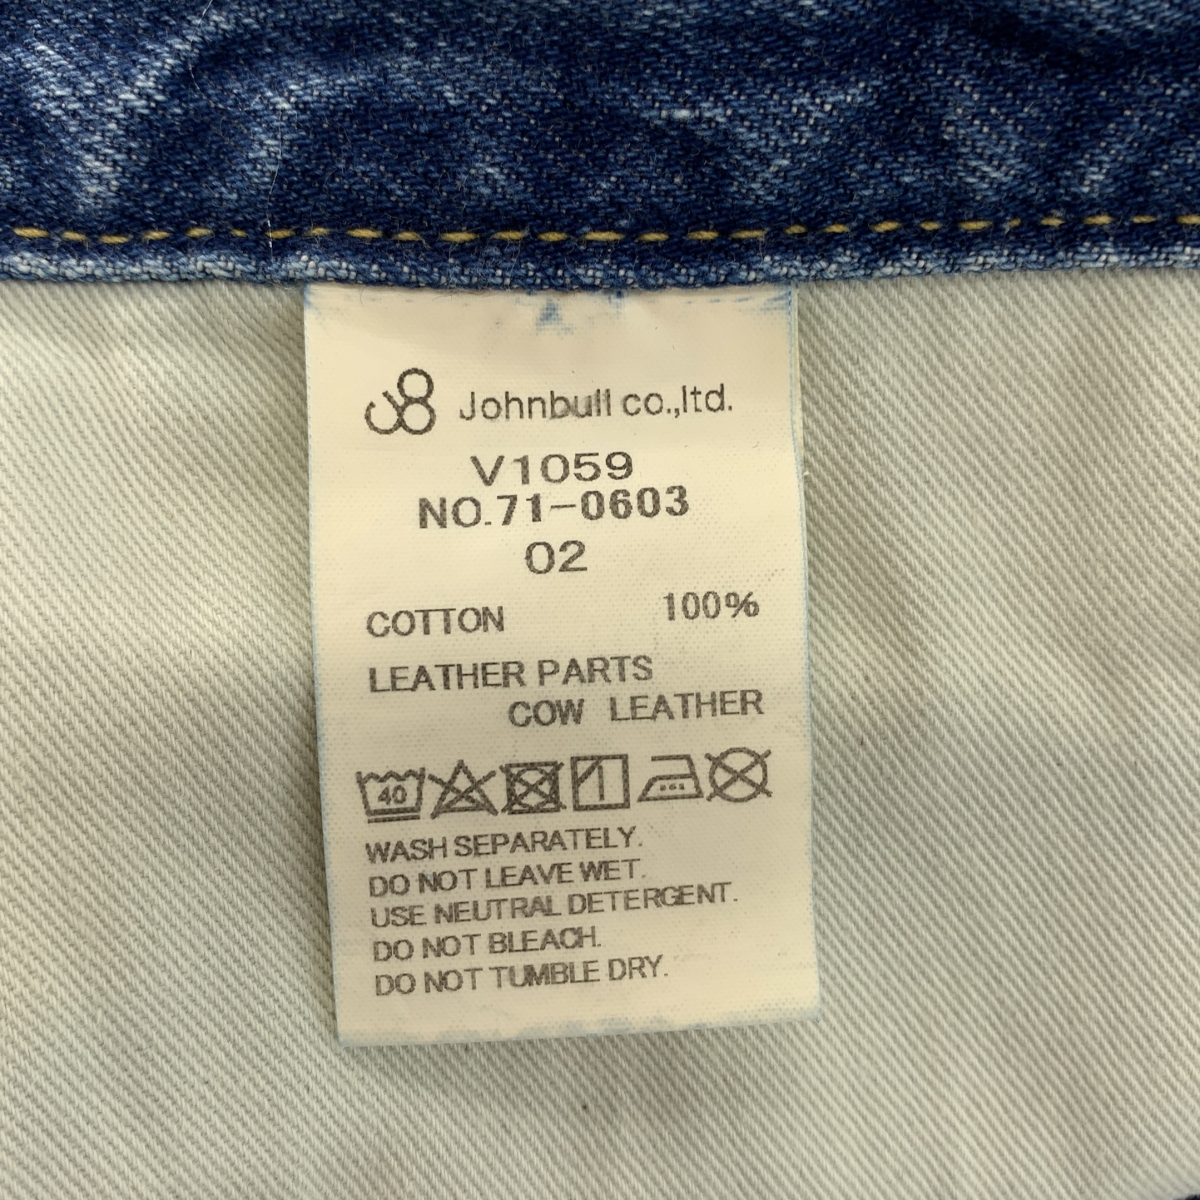 Johnbull co.,ltd.
V1059
NO.71-0603
02
COTTON 100%
LEATHER PARTS
COW LEATHER
40
WASH SEPARATELY.
DO NOT LEAVE WET.
USE NEUTRAL DETERGENT.
DO NOT BLEACH.
DO NOT TUMBLE DRY.